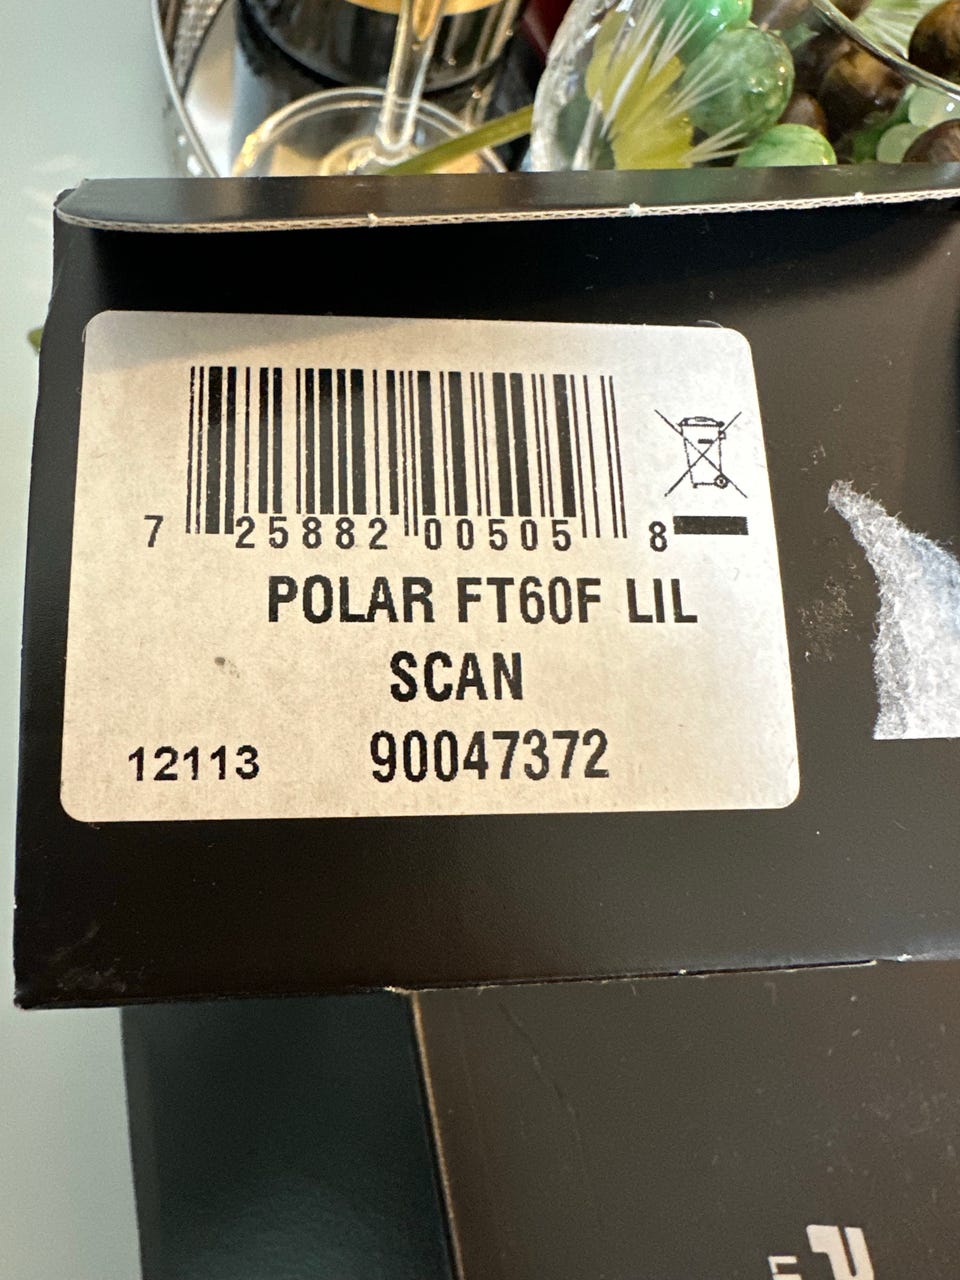 7 25882 00505 8
POLAR FT60F LIL
SCAN
12113 90047372